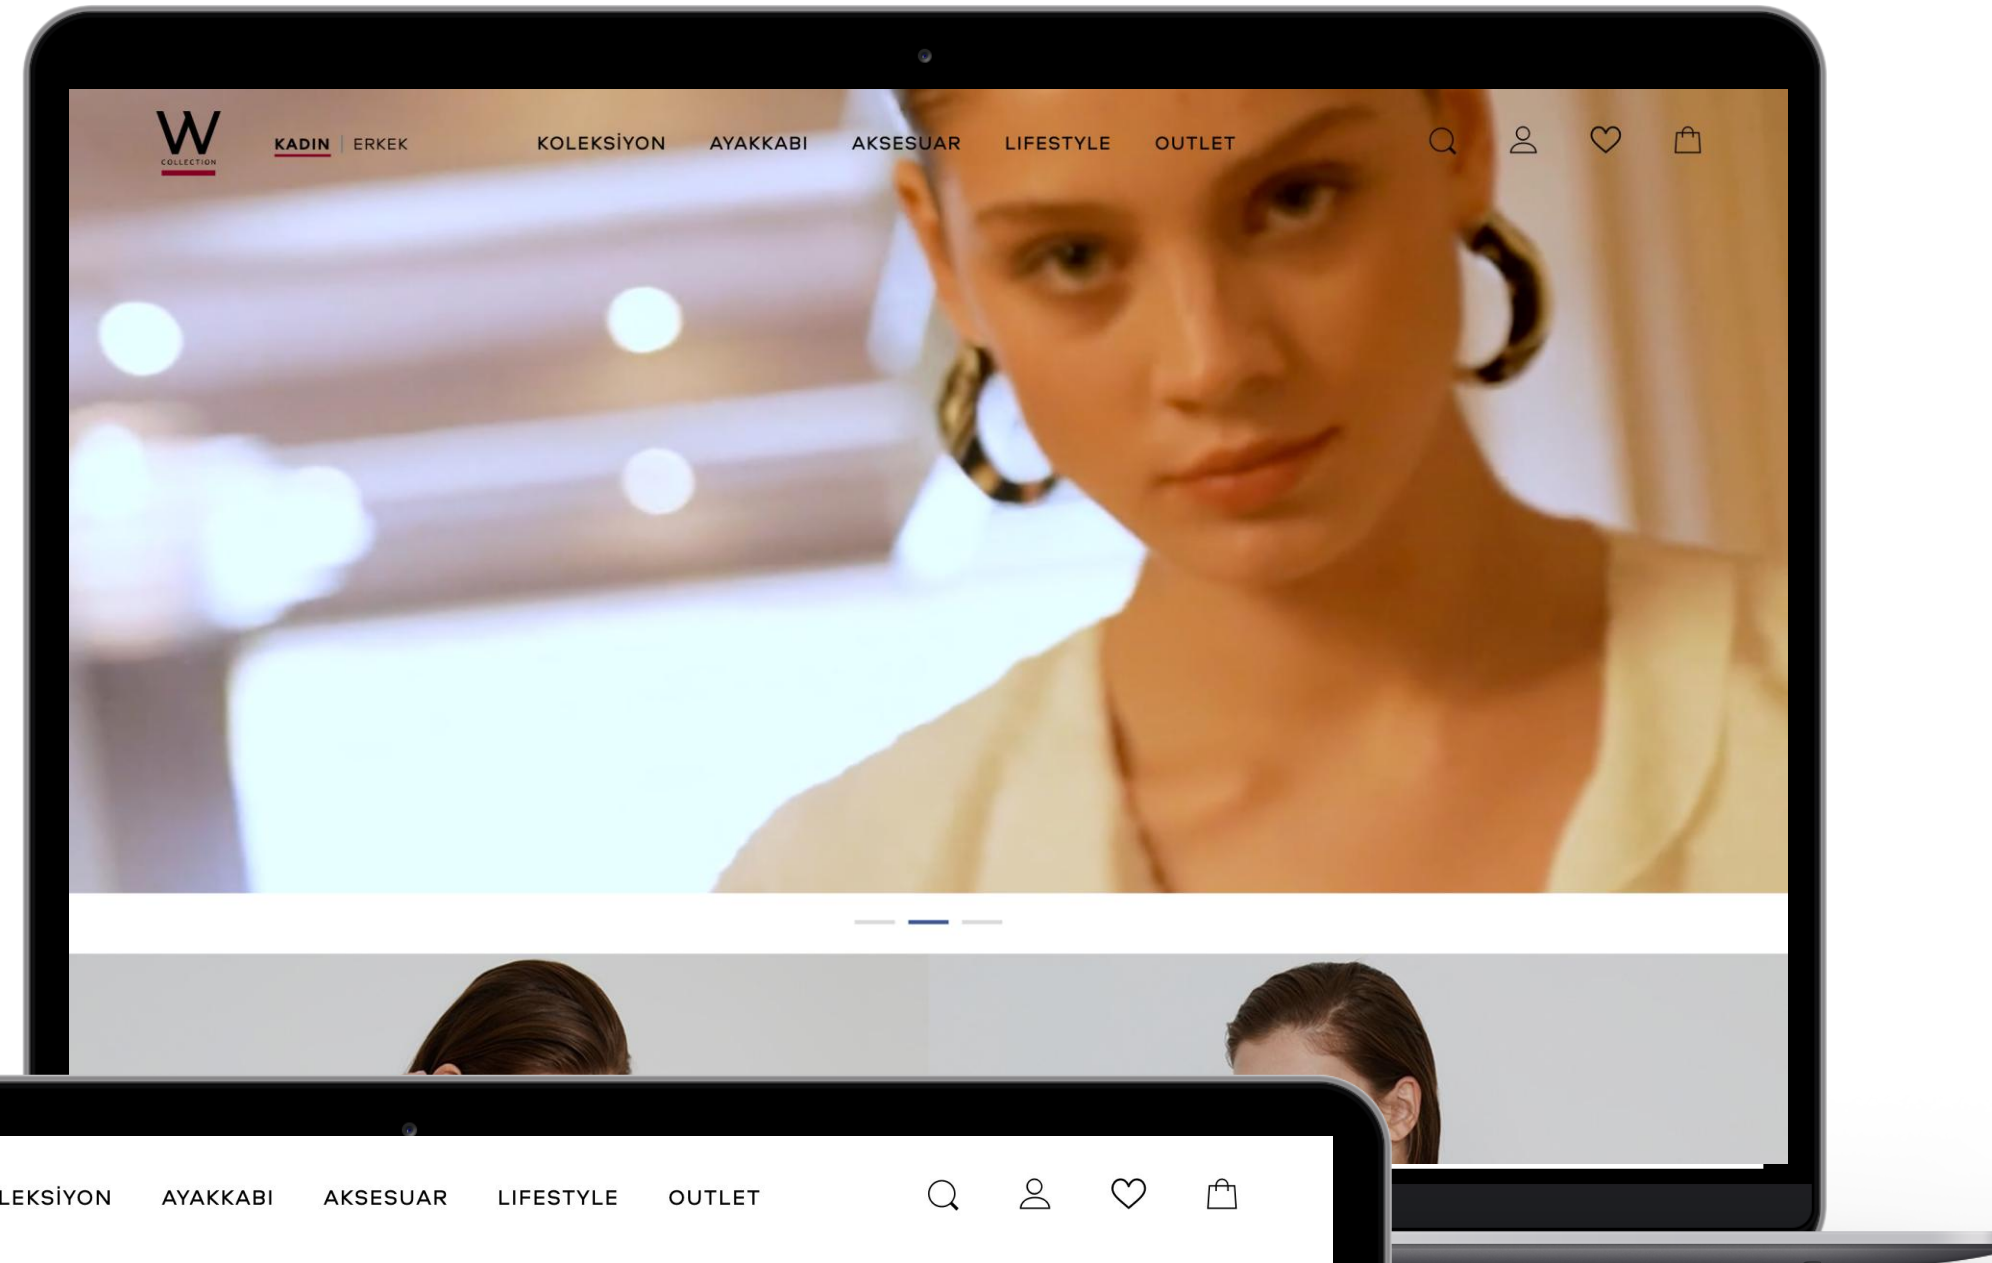 W
COLLECTION
KADIN | ERKEK
KOLEKSİYON AYAKKABI AKSESUAR LIFESTYLE OUTLET
LEKSİYON AYAKKABI AKSESUAR LIFESTYLE OUTLET